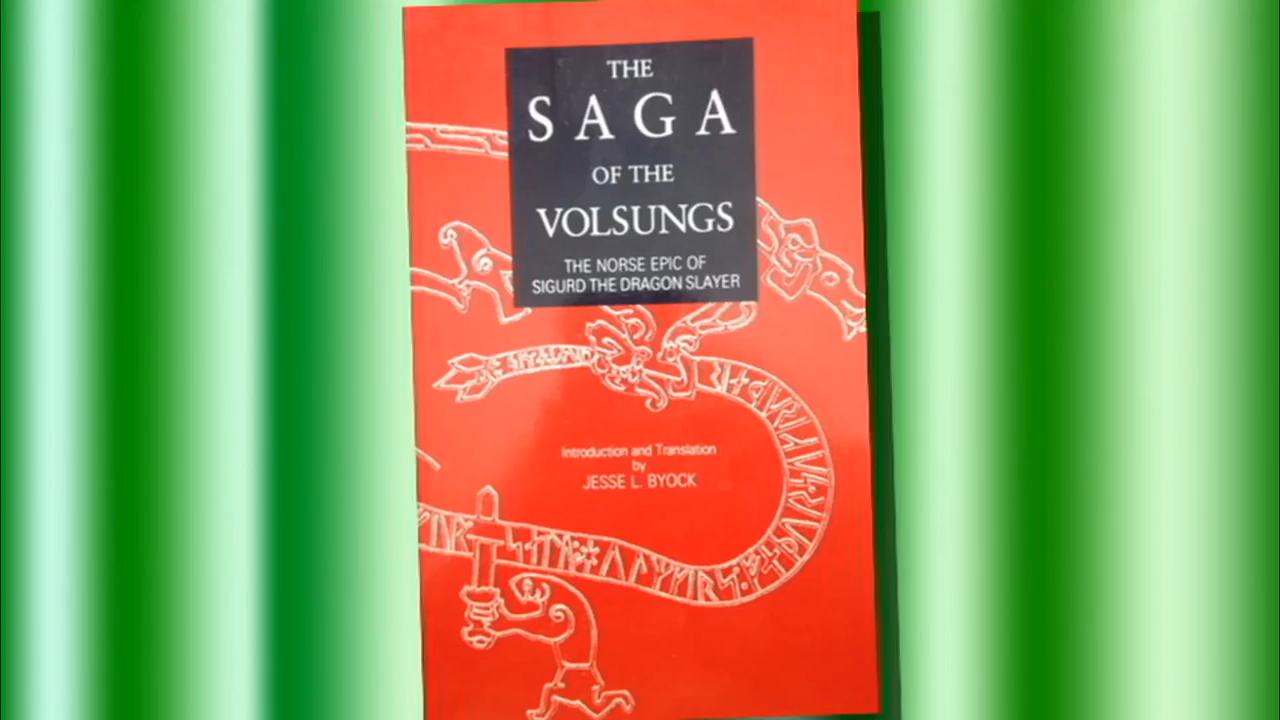 THE
SAGA
OF THE
VOLSUNGS
THE NORSE EPIC OF
SIGURD THE DRAGON SLAYER
Introduction and Translation
by
JESSE L. BYOCK